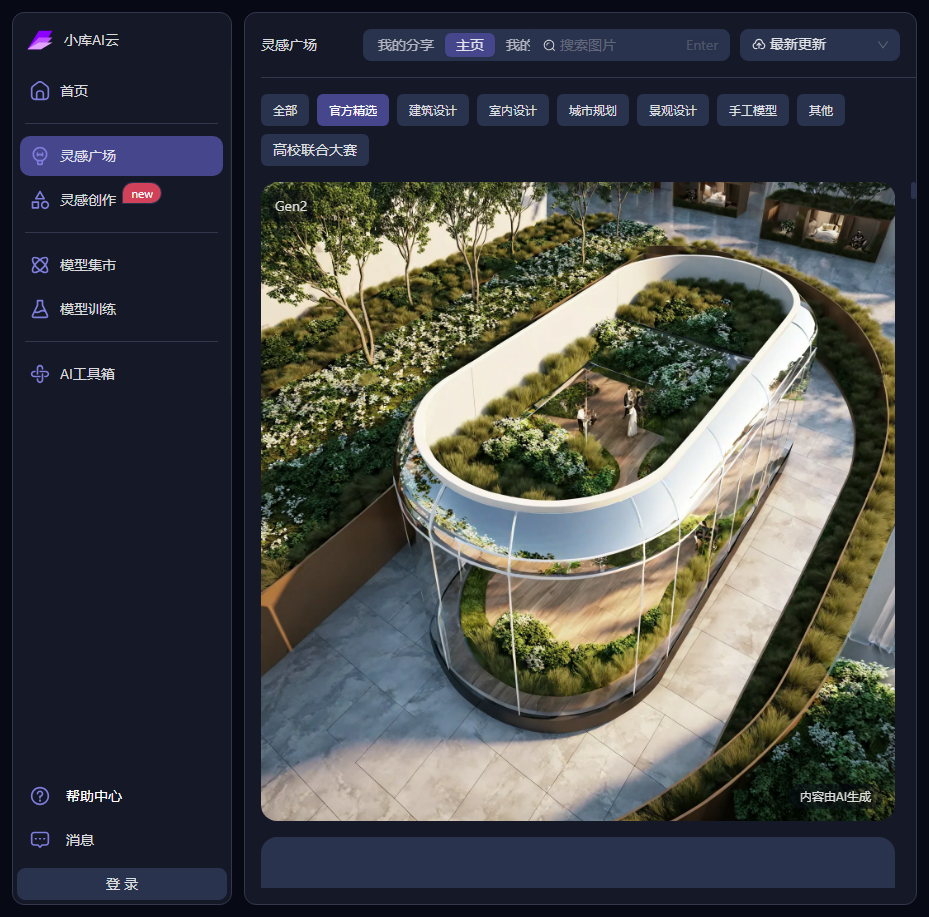 小库AI云
首页
灵感广场
灵感创作 new
模型集市
模型训练
AI工具箱
帮助中心
消息
登 录
灵感广场
我的分享 主页 我的 搜索图片 Enter 最新更新
全部 官方精选 建筑设计 室内设计 城市规划 景观设计 手工模型 其他
高校联合大赛
Gen2
内容由AI生成